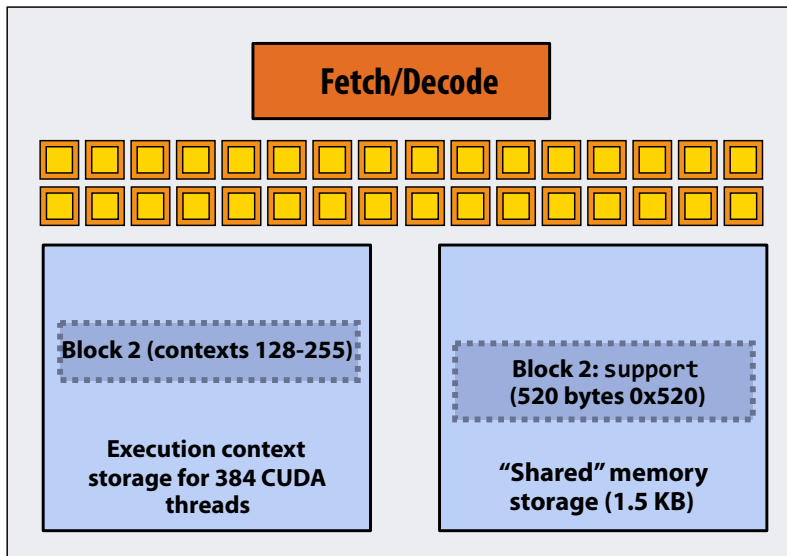 Fetch/Decode
Block 2 (contexts 128-255)
Execution context
storage for 384 CUDA
threads
Block 2: support
(520 bytes 0x520)
“Shared” memory
storage (1.5 KB)